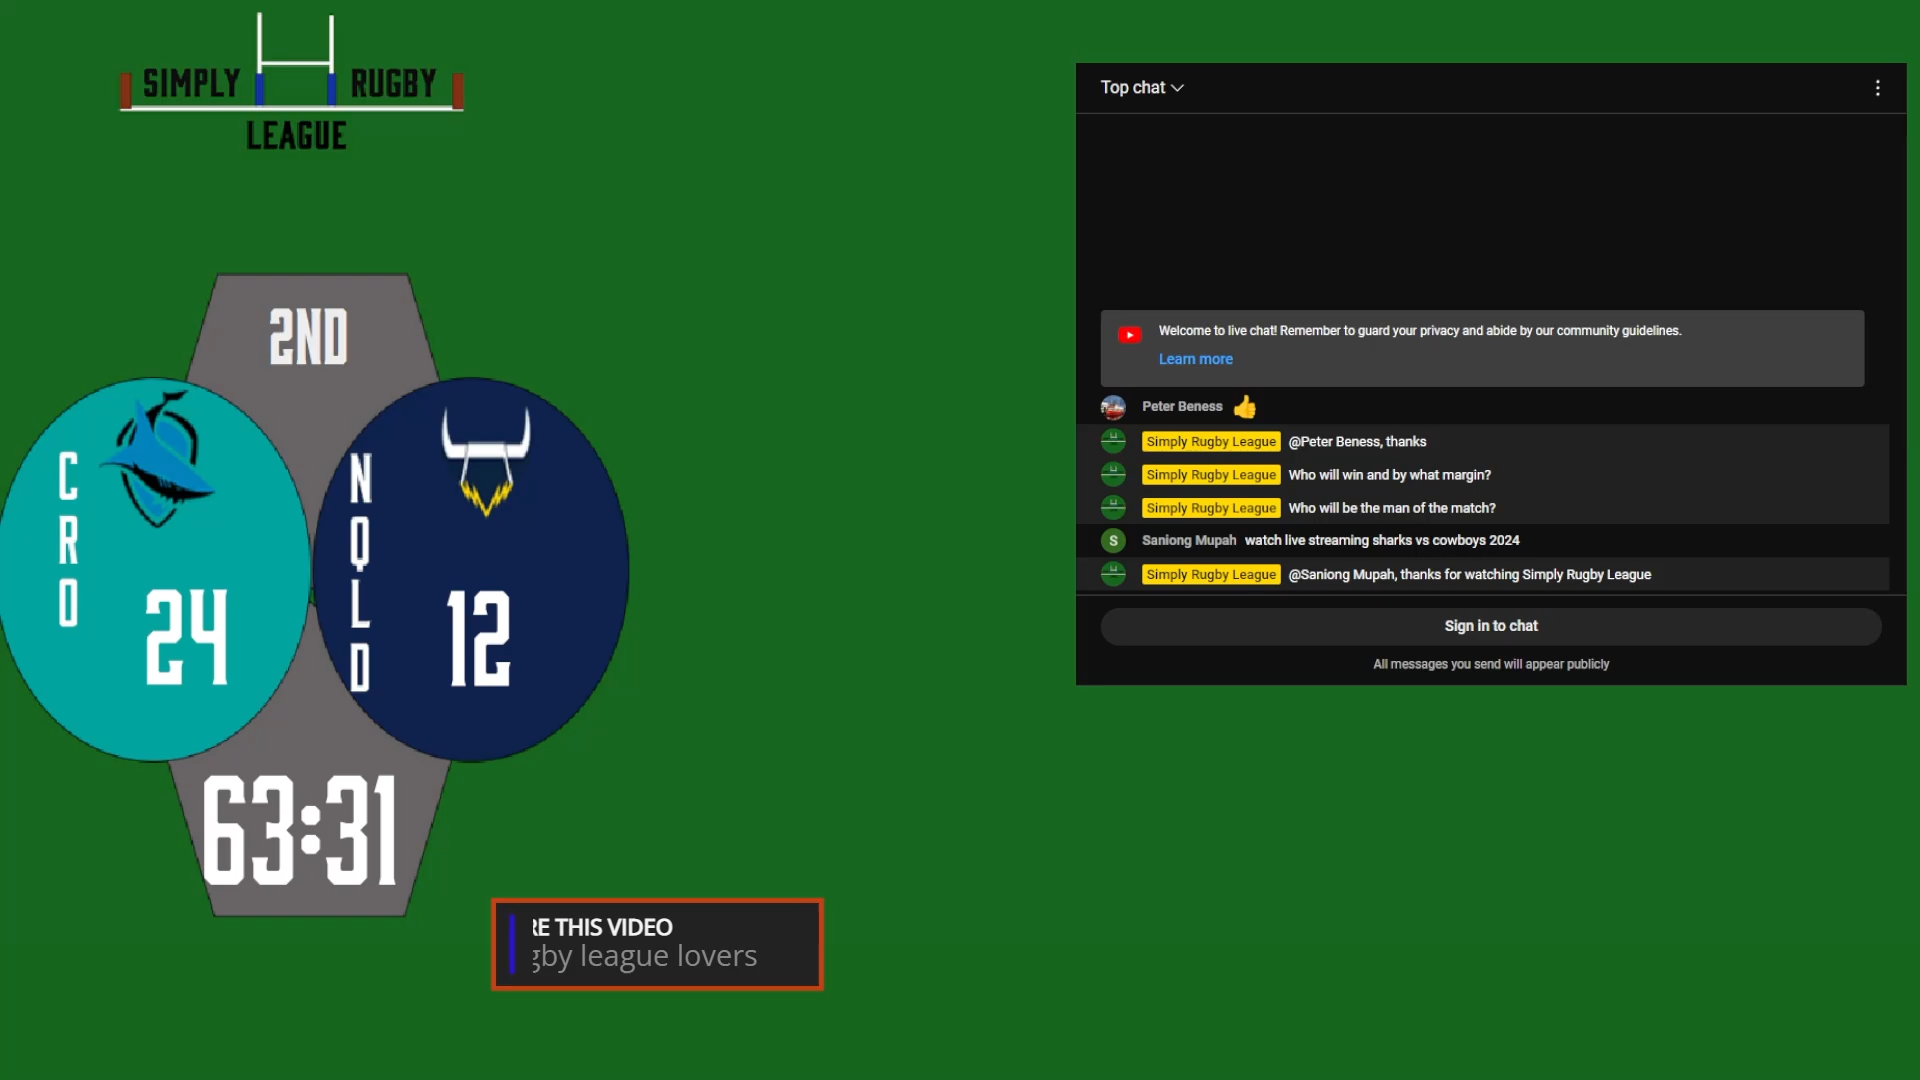 SIMPLY RUGBY
LEAGUE
2ND
CRO
24
NQLD
12
63:31
RE THIS VIDEO
gby league lovers
Top chat
Welcome to live chat! Remember to guard your privacy and abide by our community guidelines.
Learn more
Peter Beness 👍
Simply Rugby League @Peter Beness, thanks
Simply Rugby League Who will win and by what margin?
Simply Rugby League Who will be the man of the match?
S Saniong Mupah watch live streaming sharks vs cowboys 2024
Simply Rugby League @Saniong Mupah, thanks for watching Simply Rugby League
Sign in to chat
All messages you send will appear publicly